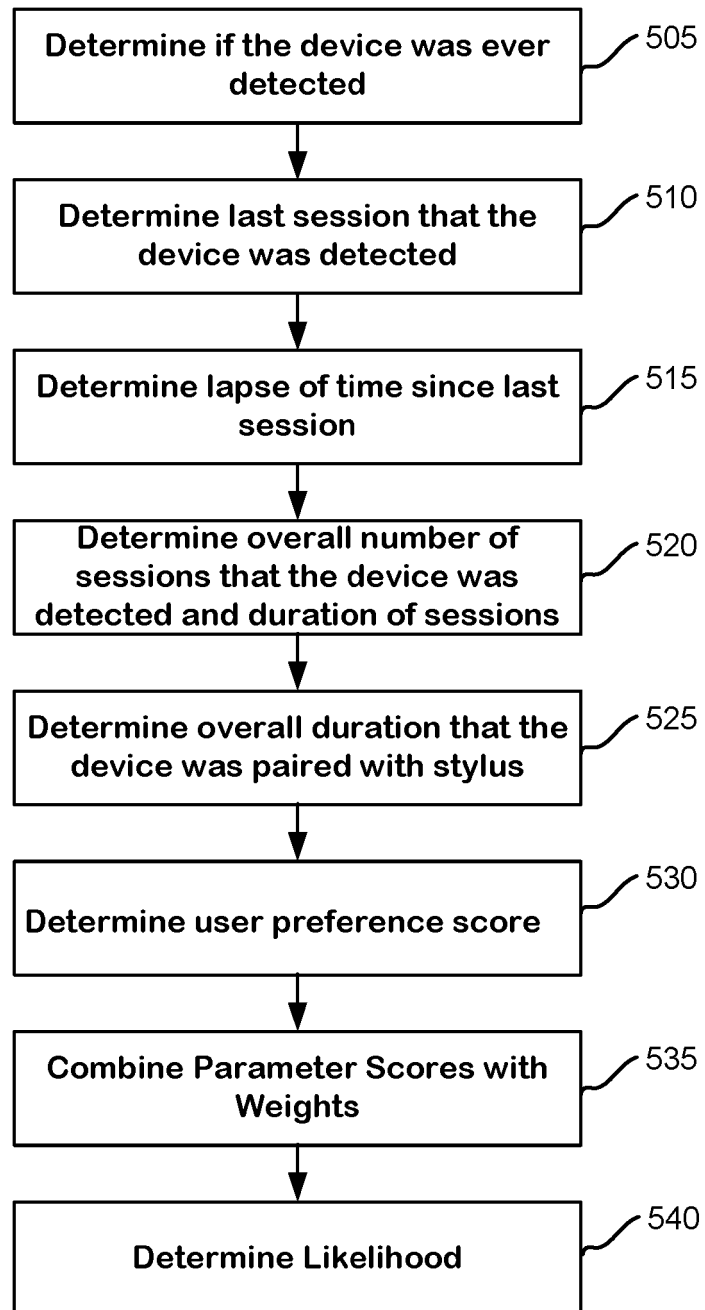 Determine if the device was ever
detected
505
Determine last session that the
device was detected
510
Determine lapse of time since last
session
515
Determine overall number of
sessions that the device was
detected and duration of sessions
520
Determine overall duration that the
device was paired with stylus
525
Determine user preference score
530
Combine Parameter Scores with
Weights
535
Determine Likelihood
540